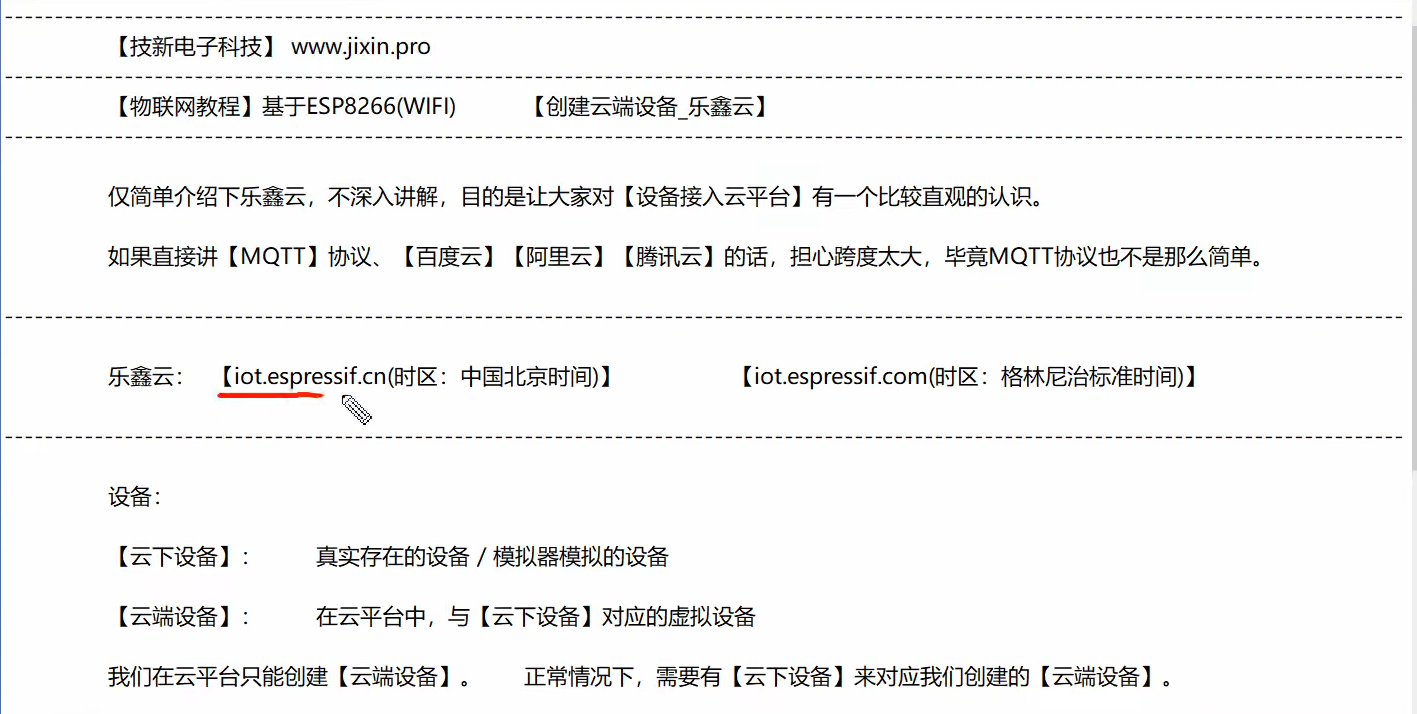 【技新电子科技】 www.jixin.pro
【物联网教程】基于ESP8266(WIFI) 【创建云端设备_乐鑫云】
仅简单介绍下乐鑫云，不深入讲解，目的是让大家对【设备接入云平台】有一个比较直观的认识。
如果直接讲【MQTT】协议、【百度云】【阿里云】【腾讯云】的话，担心跨度太大，毕竟MQTT协议也不是那么简单。
乐鑫云： 【iot.espressif.cn(时区：中国北京时间)】 【iot.espressif.com(时区：格林尼治标准时间)】
设备：
【云下设备】： 真实存在的设备 / 模拟器模拟的设备
【云端设备】： 在云平台中，与【云下设备】对应的虚拟设备
我们在云平台只能创建【云端设备】。 正常情况下，需要有【云下设备】来对应我们创建的【云端设备】。